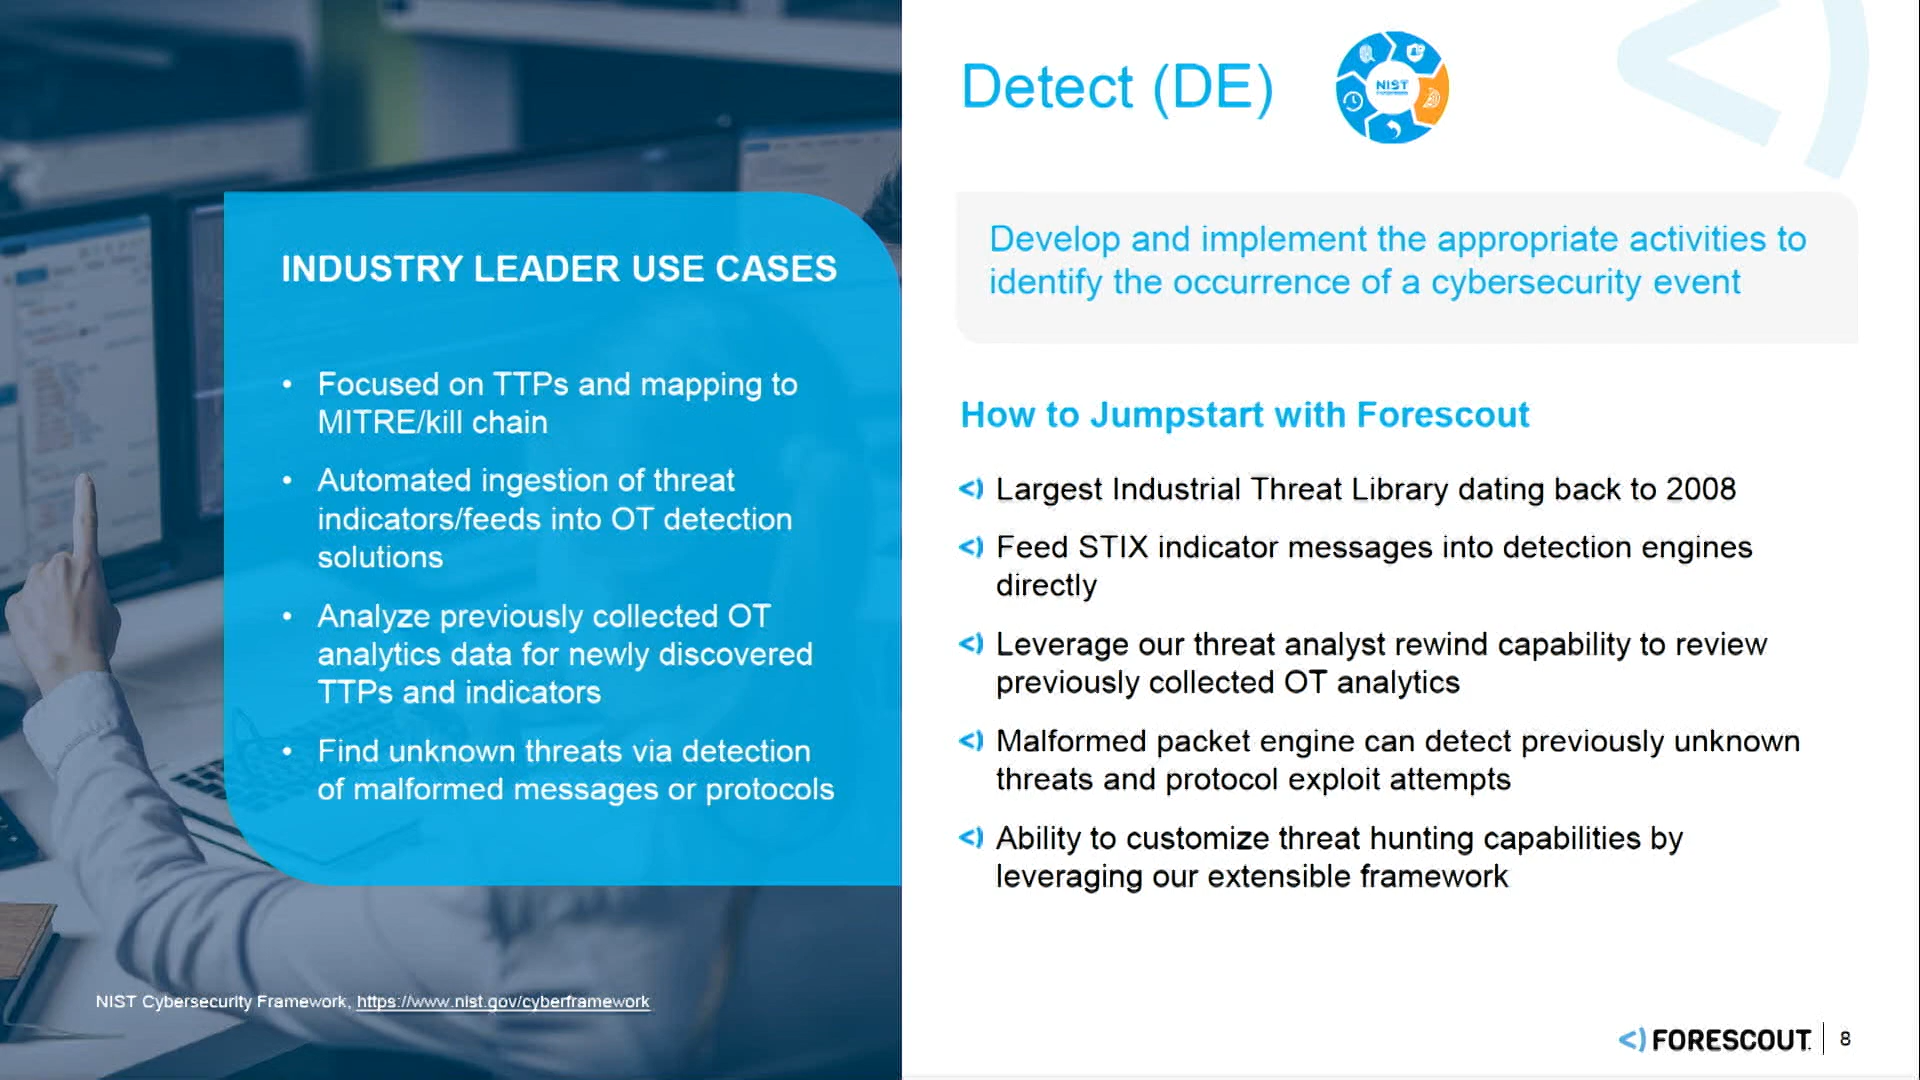 Detect (DE)
NIST
Develop and implement the appropriate activities to
identify the occurrence of a cybersecurity event
INDUSTRY LEADER USE CASES
• Focused on TTPs and mapping to
MITRE/kill chain
• Automated ingestion of threat
indicators/feeds into OT detection
solutions
• Analyze previously collected OT
analytics data for newly discovered
TTPs and indicators
• Find unknown threats via detection
of malformed messages or protocols
NIST Cybersecurity Framework, https://www.nist.gov/cyberframework
How to Jumpstart with Forescout
Largest Industrial Threat Library dating back to 2008
Feed STIX indicator messages into detection engines
directly
Leverage our threat analyst rewind capability to review
previously collected OT analytics
Malformed packet engine can detect previously unknown
threats and protocol exploit attempts
Ability to customize threat hunting capabilities by
leveraging our extensible framework
FORESCOUT. 8